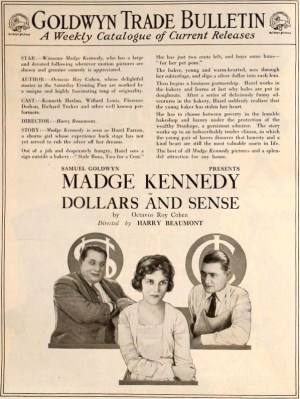 GOLDWYN TRADE BULLETIN
A Weekly Catalogue of Current Releases
STAR—Winsome Madge Kennedy, who has a large
and devoted following wherever motion pictures are
shown and genuine comedy is appreciated.
AUTHOR—Octavus Roy Cohen, whose delightful
stories in the Saturday Evening Post are marked by
a unique and highly fascinating tang of originality.
CAST—Kenneth Harlan, Willard Louis, Florence
Deshon, Richard Tucker and other well known per-
formers.
DIRECTOR—Harry Beaumont.
STORY—Madge Kennedy is seen as Hazel Farron,
a chorus girl whose experience back stage has not
yet served to rub the silver off her dreams.
Out of a job and desperately hungry, Hazel sees a
sign outside a bakery—" Stale Buns, Two for a Cent."
She has just two cents left, and buys some buns—
"for her pet pony."
The baker, young and warm-hearted, sees through
her subterfuge, and slips a silver dollar into each bun.
Then begins a business partnership. Hazel works in
the bakery and learns at last why holes are put in
doughnuts. After a series of deliciously funny ad-
ventures in the bakery, Hazel suddenly realizes that
the young baker has stolen her heart.
She has to choose between poverty in the humble
bakeshop and luxury under the protection of the
wealthy Stanhope, a persistent admirer. The story
works up to an unforeseeable tender climax, in which
the young pair of lovers discover that honesty and a
kind heart are still the most valuable assets in life.
The best of all Madge Kennedy pictures and a splen-
did attraction for any house.
SAMUEL GOLDWYN PRESENTS
MADGE KENNEDY
in
DOLLARS AND SENSE
by Octavus Roy Cohen
Directed by HARRY BEAUMONT